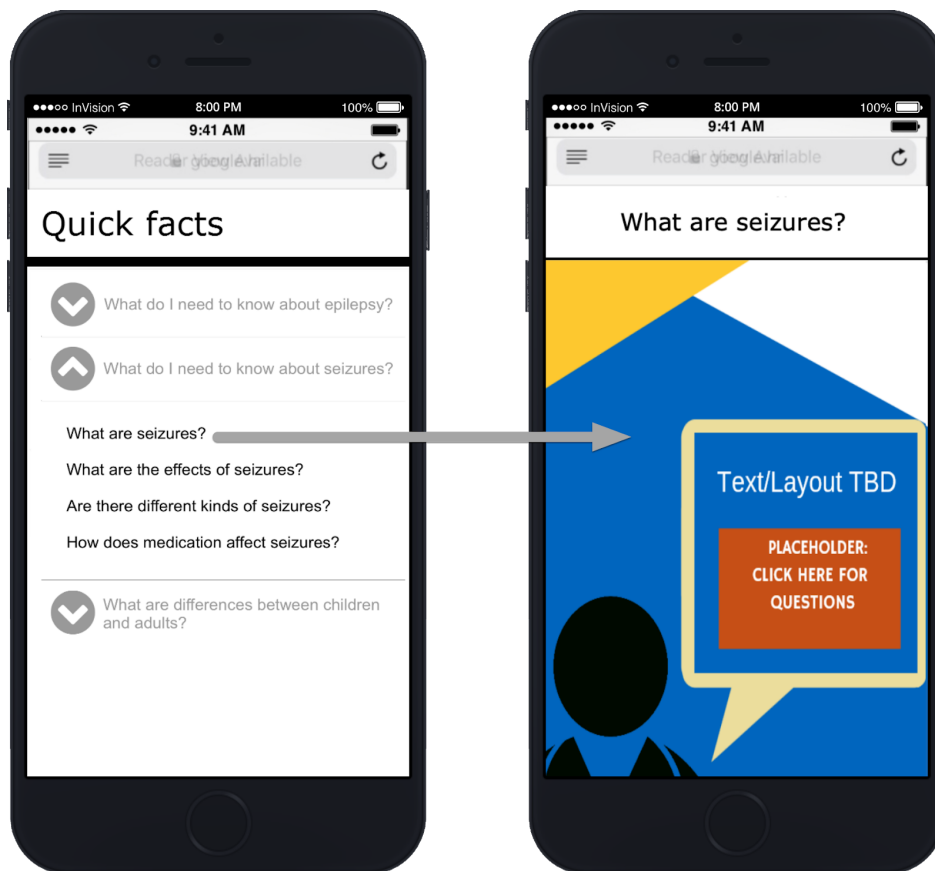 InVision 8:00 PM 100%
9:41 AM
Quick facts
What do I need to know about epilepsy?
What do I need to know about seizures?
What are seizures?
What are the effects of seizures?
Are there different kinds of seizures?
How does medication affect seizures?
What are differences between children
and adults?
InVision 8:00 PM 100%
9:41 AM
What are seizures?
Text/Layout TBD
PLACEHOLDER:
CLICK HERE FOR
QUESTIONS